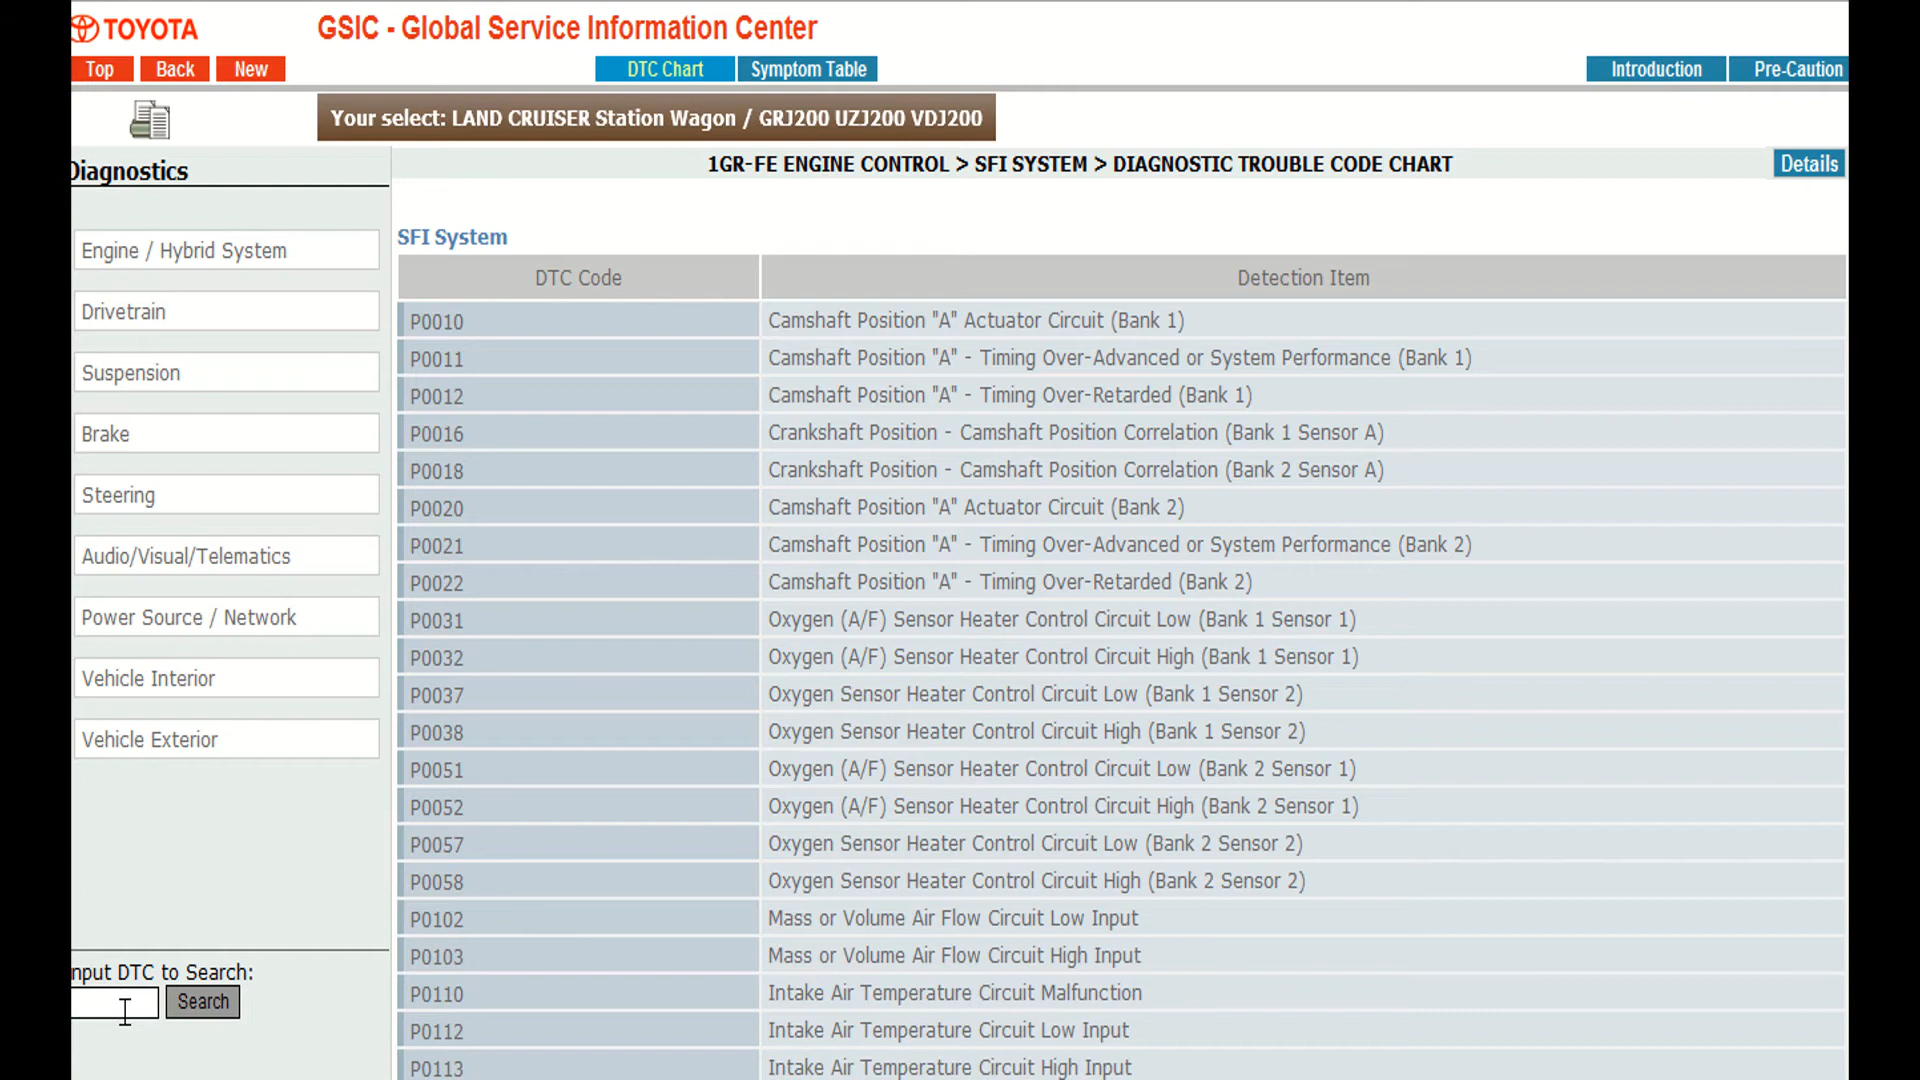 TOYOTA
GSIC - Global Service Information Center
Top
Back
New
DTC Chart
Symptom Table
Introduction
Pre-Caution
Your select: LAND CRUISER Station Wagon / GRJ200 UZJ200 VDJ200
Diagnostics
1GR-FE ENGINE CONTROL > SFI SYSTEM > DIAGNOSTIC TROUBLE CODE CHART
Details
Engine / Hybrid System
Drivetrain
Suspension
Brake
Steering
Audio/Visual/Telematics
Power Source / Network
Vehicle Interior
Vehicle Exterior
nput DTC to Search:
Search
SFI System
DTC Code Detection Item
P0010 Camshaft Position "A" Actuator Circuit (Bank 1)
P0011 Camshaft Position "A" - Timing Over-Advanced or System Performance (Bank 1)
P0012 Camshaft Position "A" - Timing Over-Retarded (Bank 1)
P0016 Crankshaft Position - Camshaft Position Correlation (Bank 1 Sensor A)
P0018 Crankshaft Position - Camshaft Position Correlation (Bank 2 Sensor A)
P0020 Camshaft Position "A" Actuator Circuit (Bank 2)
P0021 Camshaft Position "A" - Timing Over-Advanced or System Performance (Bank 2)
P0022 Camshaft Position "A" - Timing Over-Retarded (Bank 2)
P0031 Oxygen (A/F) Sensor Heater Control Circuit Low (Bank 1 Sensor 1)
P0032 Oxygen (A/F) Sensor Heater Control Circuit High (Bank 1 Sensor 1)
P0037 Oxygen Sensor Heater Control Circuit Low (Bank 1 Sensor 2)
P0038 Oxygen Sensor Heater Control Circuit High (Bank 1 Sensor 2)
P0051 Oxygen (A/F) Sensor Heater Control Circuit Low (Bank 2 Sensor 1)
P0052 Oxygen (A/F) Sensor Heater Control Circuit High (Bank 2 Sensor 1)
P0057 Oxygen Sensor Heater Control Circuit Low (Bank 2 Sensor 2)
P0058 Oxygen Sensor Heater Control Circuit High (Bank 2 Sensor 2)
P0102 Mass or Volume Air Flow Circuit Low Input
P0103 Mass or Volume Air Flow Circuit High Input
P0110 Intake Air Temperature Circuit Malfunction
P0112 Intake Air Temperature Circuit Low Input
P0113 Intake Air Temperature Circuit High Input